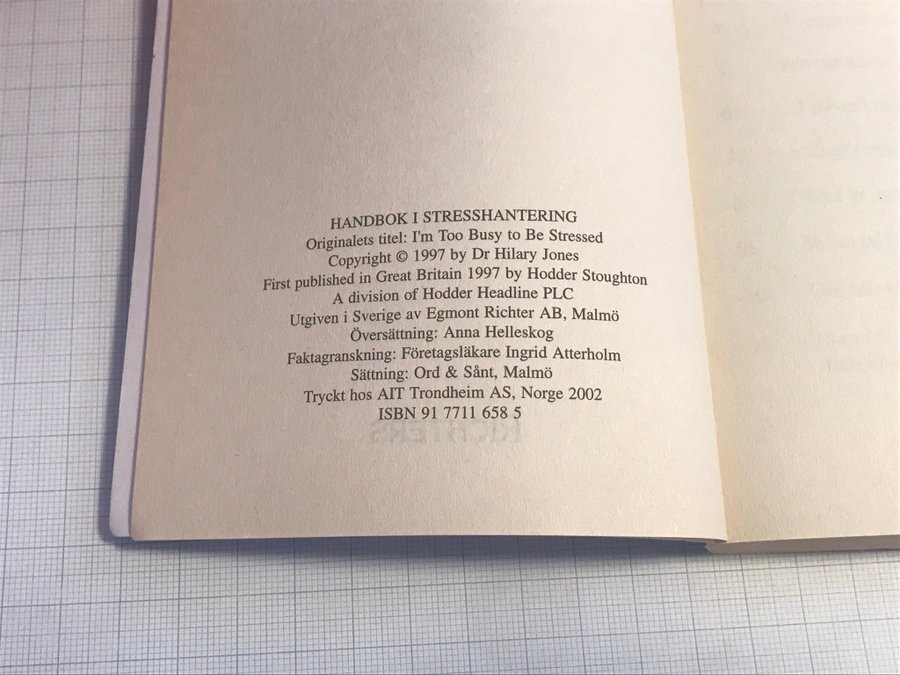 HANDBOK I STRESSHANTERING
Originalets titel: I'm Too Busy to Be Stressed
Copyright © 1997 by Dr Hilary Jones
First published in Great Britain 1997 by Hodder Stoughton
A division of Hodder Headline PLC
Utgiven i Sverige av Egmont Richter AB, Malmö
Översättning: Anna Helleskog
Faktagranskning: Företagsläkare Ingrid Atterholm
Sättning: Ord & Sånt, Malmö
Tryckt hos AIT Trondheim AS, Norge 2002
ISBN 91 7711 658 5
RICHTERS